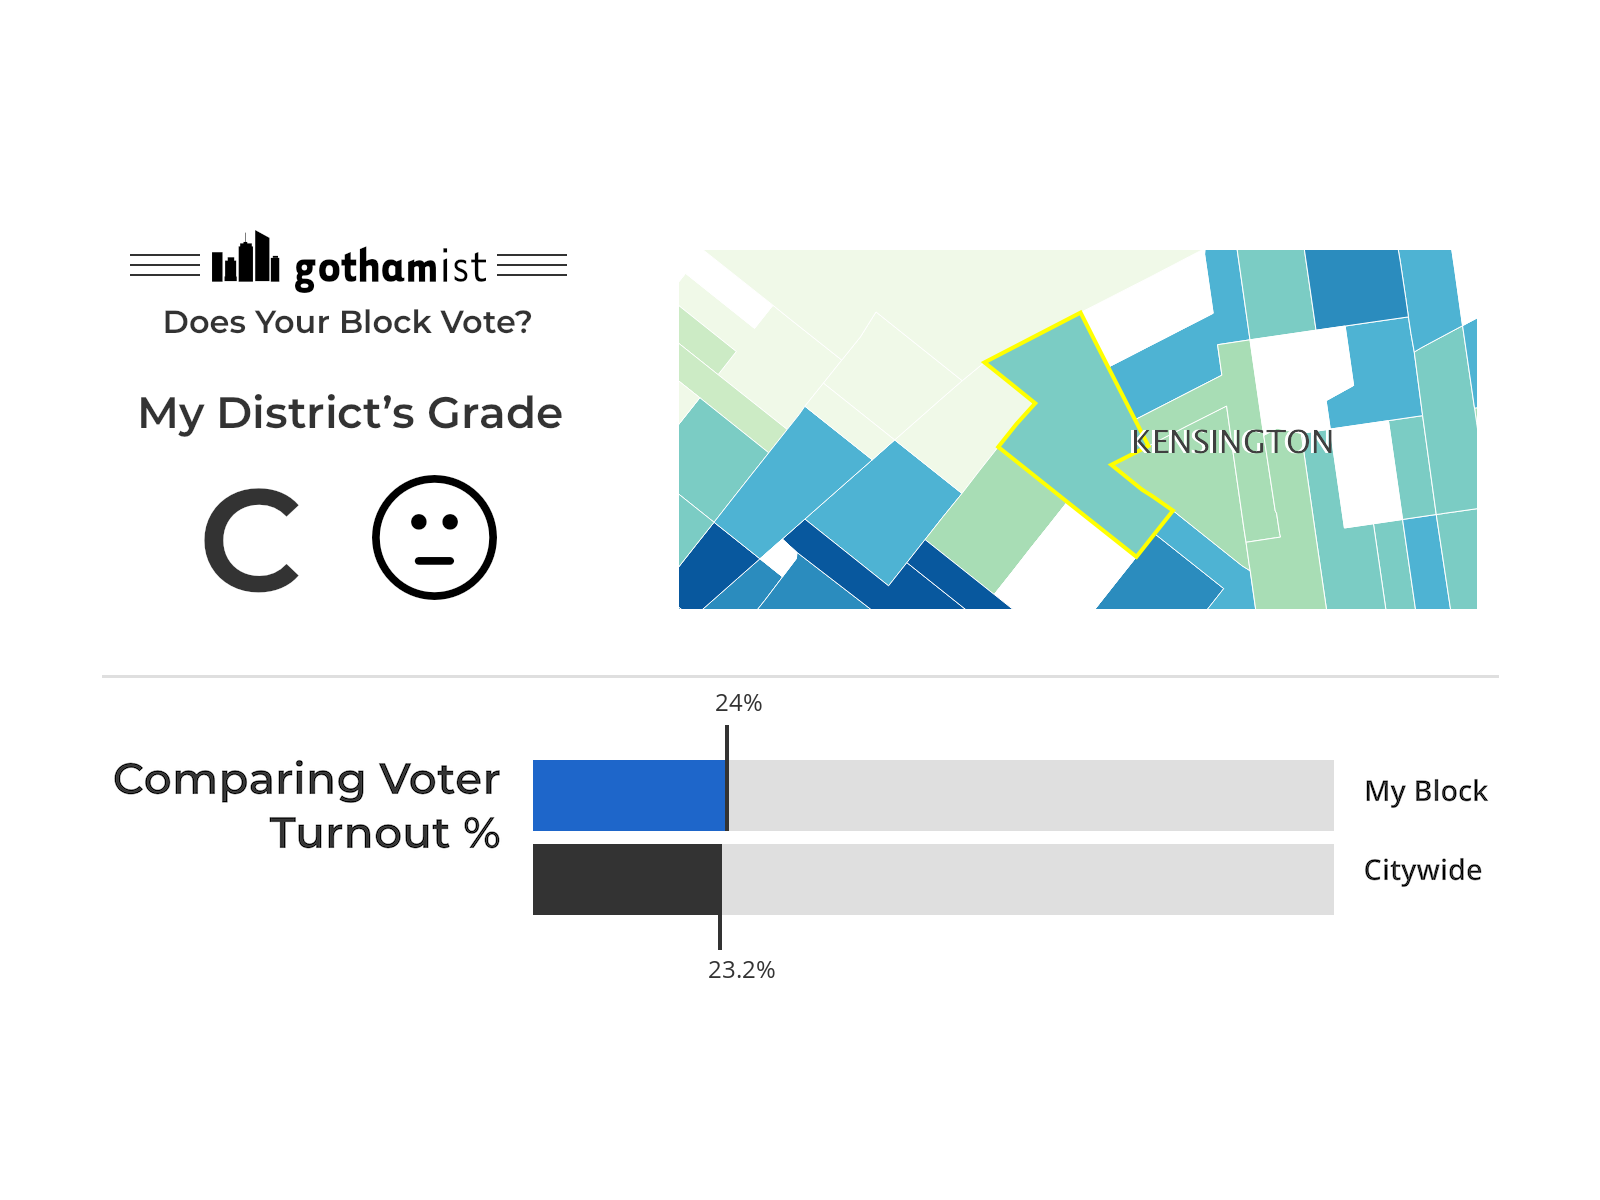 gothamist
Does Your Block Vote?
My District's Grade
C
KENSINGTON
24%
Comparing Voter
Turnout %
My Block
Citywide
23.2%